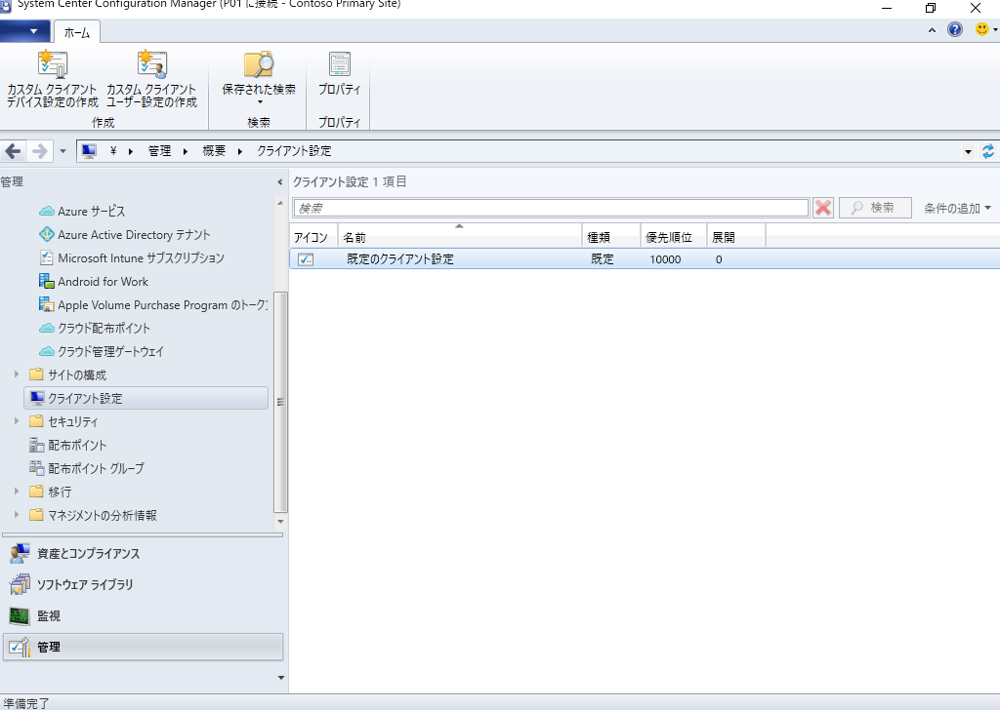 System Center Configuration Manager (P01 に接続 - Contoso Primary Site)
ホーム
カスタム クライアント
デバイス設定の作成
カスタム クライアント
ユーザー設定の作成
保存された検索
プロパティ
作成
検索
プロパティ
¥ 管理 概要 クライアント設定
管理
Azure サービス
Azure Active Directory テナント
Microsoft Intune サブスクリプション
Android for Work
Apple Volume Purchase Program のトーク
クラウド配布ポイント
クラウド管理ゲートウェイ
サイトの構成
クライアント設定
セキュリティ
配布ポイント
配布ポイント グループ
移行
マネジメントの分析情報
資産とコンプライアンス
ソフトウェア ライブラリ
監視
管理
クライアント設定 1 項目
検索
検索
条件の追加
アイコン 名前 種類 優先順位 展開
既定のクライアント設定 既定 10000 0
準備完了